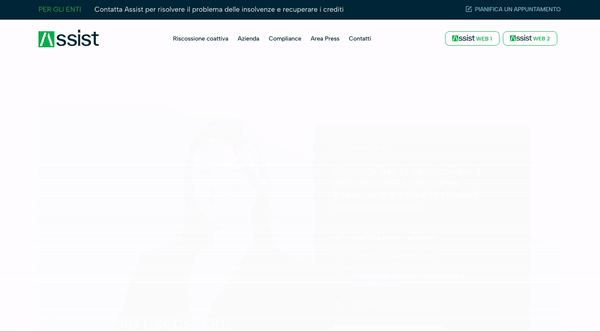 PER GLI ENTI Contatta Assist per risolvere il problema delle insolvenze e recuperare i crediti PIANIFICA UN APPUNTAMENTO
Assist Riscossione coattiva Azienda Compliance Area Press Contatti Assist WEB 1 Assist WEB 2